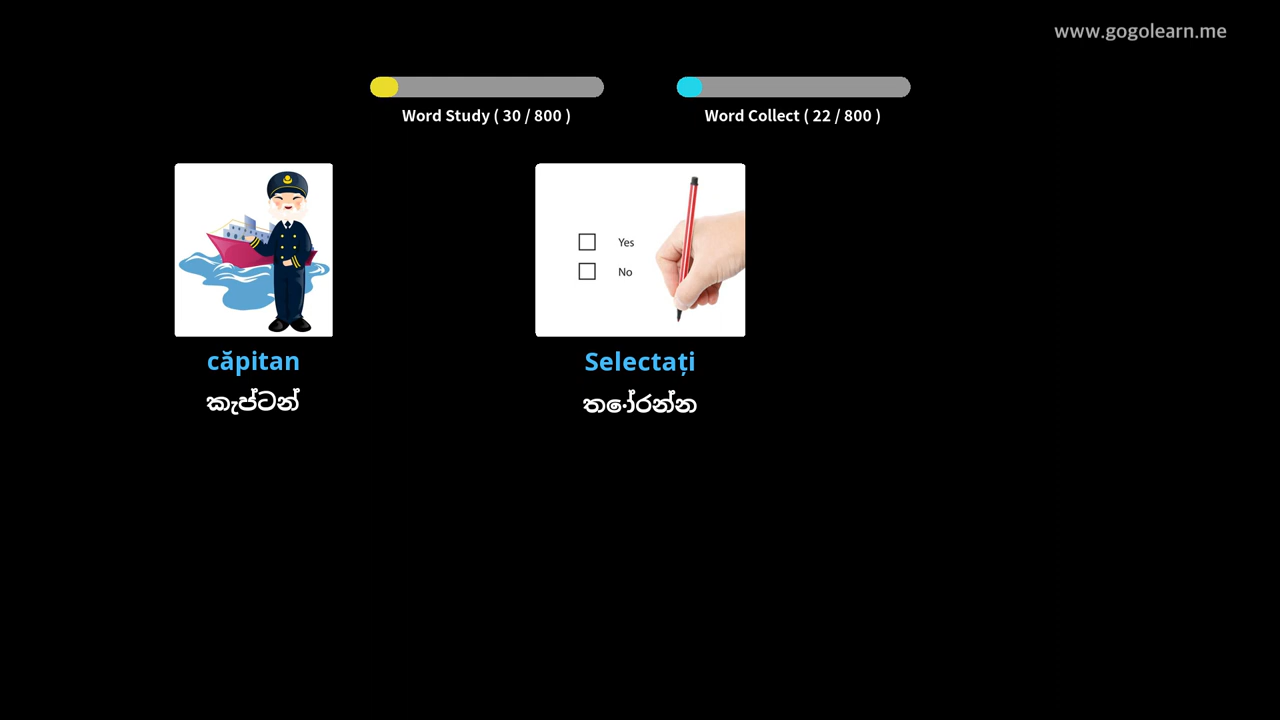 www.gogolearn.me
Word Study ( 30 / 800 )
Word Collect ( 22 / 800 )
Yes
No
căpitan
Selectați
කැප්ටන්
තෝරන්න